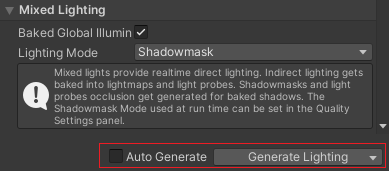 Mixed Lighting
Baked Global Illumin
Lighting Mode Shadowmask
Mixed lights provide realtime direct lighting. Indirect lighting gets
baked into lightmaps and light probes. Shadowmasks and light
probes occlusion get generated for baked shadows. The
Shadowmask Mode used at run time can be set in the Quality
Settings panel.
Auto Generate Generate Lighting